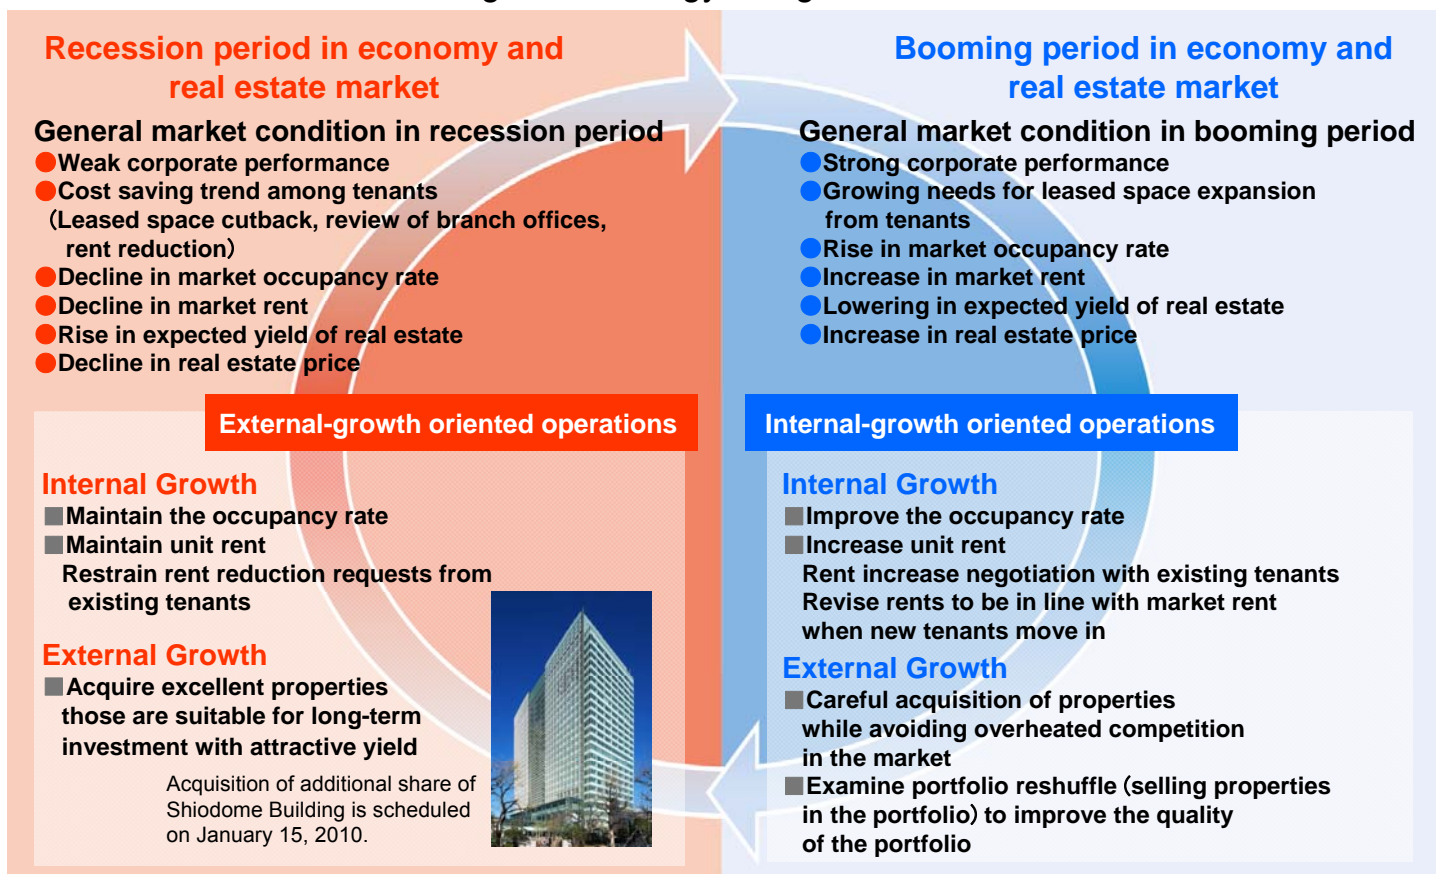 Recession period in economy and
real estate market
General market condition in recession period
●Weak corporate performance
●Cost saving trend among tenants
(Leased space cutback, review of branch offices,
rent reduction)
●Decline in market occupancy rate
●Decline in market rent
●Rise in expected yield of real estate
●Decline in real estate price
External-growth oriented operations
Internal Growth
■Maintain the occupancy rate
■Maintain unit rent
Restrain rent reduction requests from
existing tenants
External Growth
■Acquire excellent properties
those are suitable for long-term
investment with attractive yield
Acquisition of additional share of
Shiodome Building is scheduled
on January 15, 2010.
Booming period in economy and
real estate market
General market condition in booming period
●Strong corporate performance
●Growing needs for leased space expansion
from tenants
●Rise in market occupancy rate
●Increase in market rent
●Lowering in expected yield of real estate
●Increase in real estate price
Internal-growth oriented operations
Internal Growth
■Improve the occupancy rate
■Increase unit rent
Rent increase negotiation with existing tenants
Revise rents to be in line with market rent
when new tenants move in
External Growth
■Careful acquisition of properties
while avoiding overheated competition
in the market
■Examine portfolio reshuffle (selling properties
in the portfolio) to improve the quality
of the portfolio